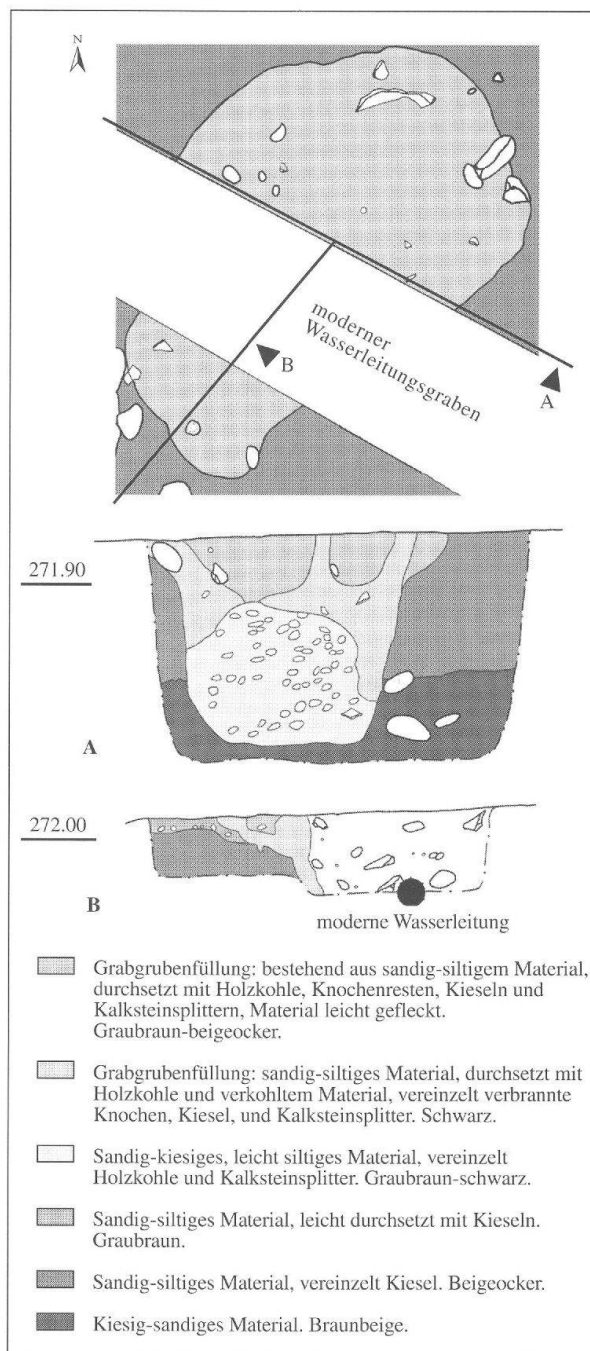 N
moderner
Wasserleitungsgraben
B
A
271.90
A
272.00
B
moderne Wasserleitung
Grabgrubenfüllung: bestehend aus sandig-siltigem Material,
durchsetzt mit Holzkohle, Knochenresten, Kieseln und
Kalksteinsplittern, Material leicht gefleckt.
Graubraun-beigeocker.
Grabgrubenfüllung: sandig-siltiges Material, durchsetzt mit
Holzkohle und verkohltem Material, vereinzelt verbrannte
Knochen, Kiesel, und Kalksteinsplitter. Schwarz.
Sandig-kiesiges, leicht siltiges Material, vereinzelt
Holzkohle und Kalksteinsplitter. Graubraun-schwarz.
Sandig-siltiges Material, leicht durchsetzt mit Kieseln.
Graubraun.
Sandig-siltiges Material, vereinzelt Kiesel. Beigeocker.
Kiesig-sandiges Material. Braunbeige.